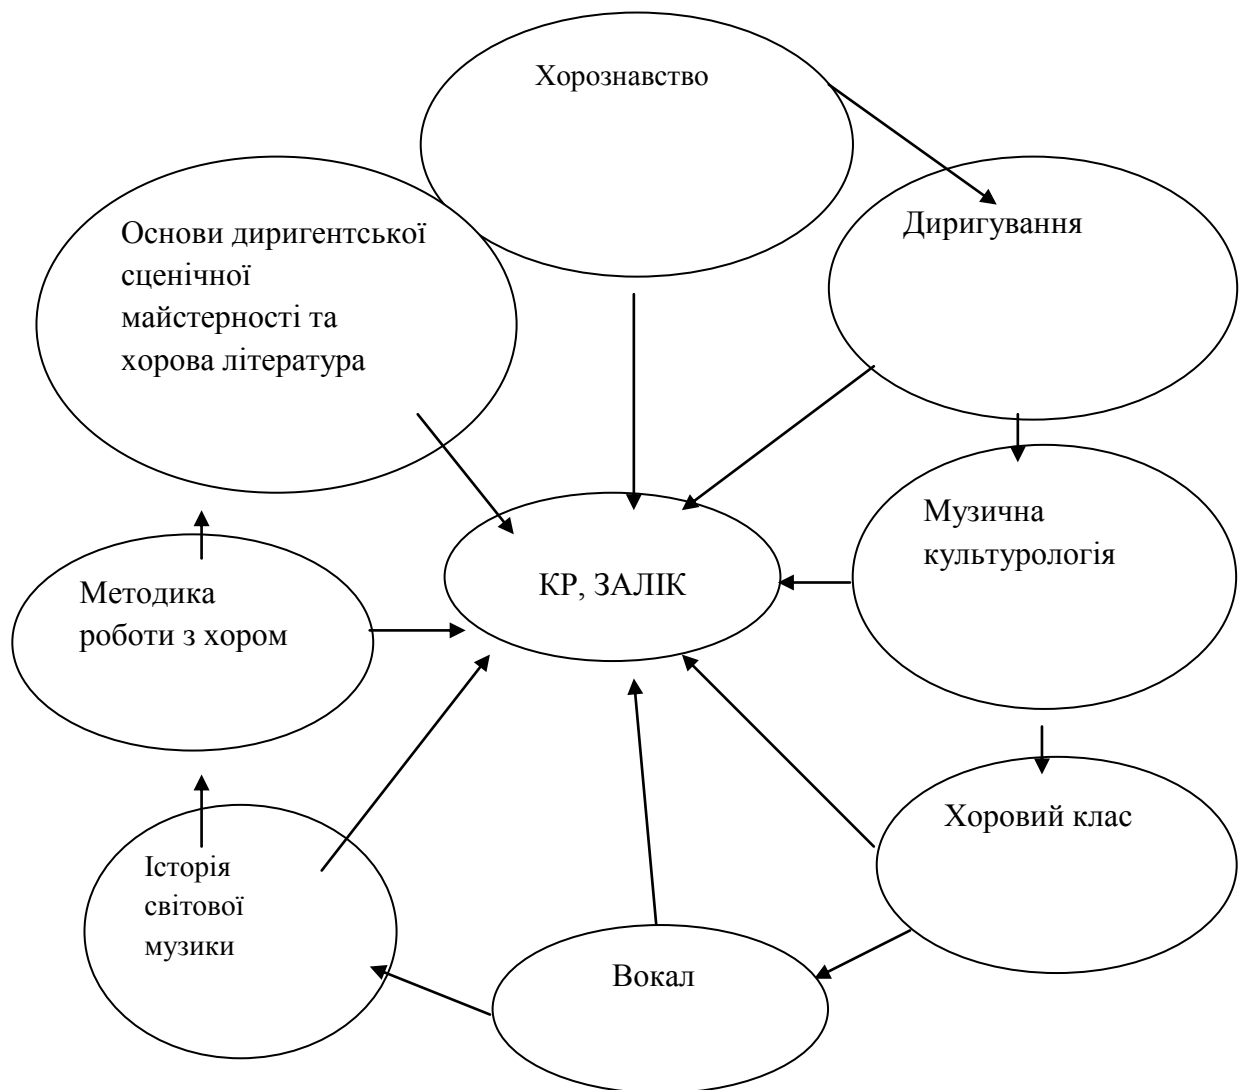 Хорознавство
Диригування
Основи диригентської
сценічної
майстерності та
хорова література
Музична
культурологія
КР, ЗАЛІК
Методика
роботи з хором
Хоровий клас
Історія
світової
музики
Вокал